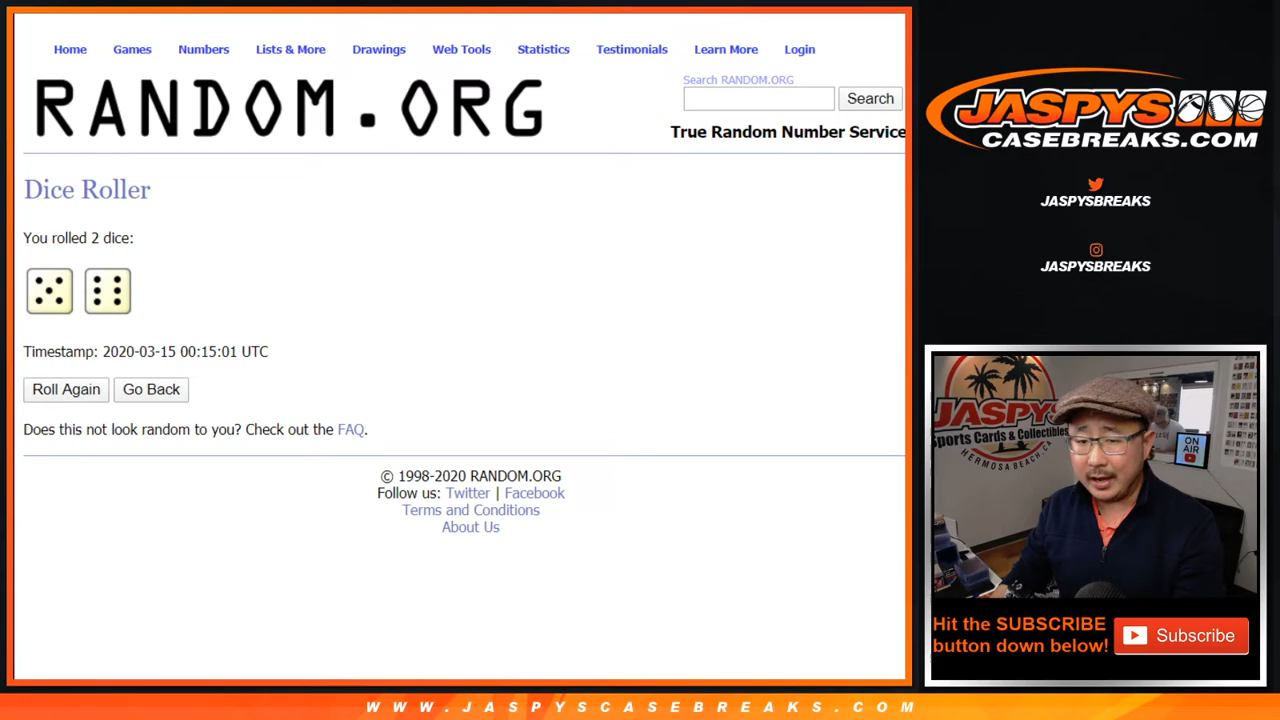 Home Games Numbers Lists & More Drawings Web Tools Statistics Testimonials Learn More Login
RANDOM.ORG
Search RANDOM.ORG
Search
True Random Number Service
Dice Roller
You rolled 2 dice:
Timestamp: 2020-03-15 00:15:01 UTC
Roll Again Go Back
Does this not look random to you? Check out the FAQ.
© 1998-2020 RANDOM.ORG
Follow us: Twitter | Facebook
Terms and Conditions
About Us
JASPYS
CASEBREAKS.COM
JASPYSBREAKS
JASPYSBREAKS
JASPYS
Sports Cards & Collectibles
HERMOSA BEACH, CA
ON
AIR
Hit the SUBSCRIBE
button down below!
Subscribe
WWW.JASPYSCASEBREAKS.COM